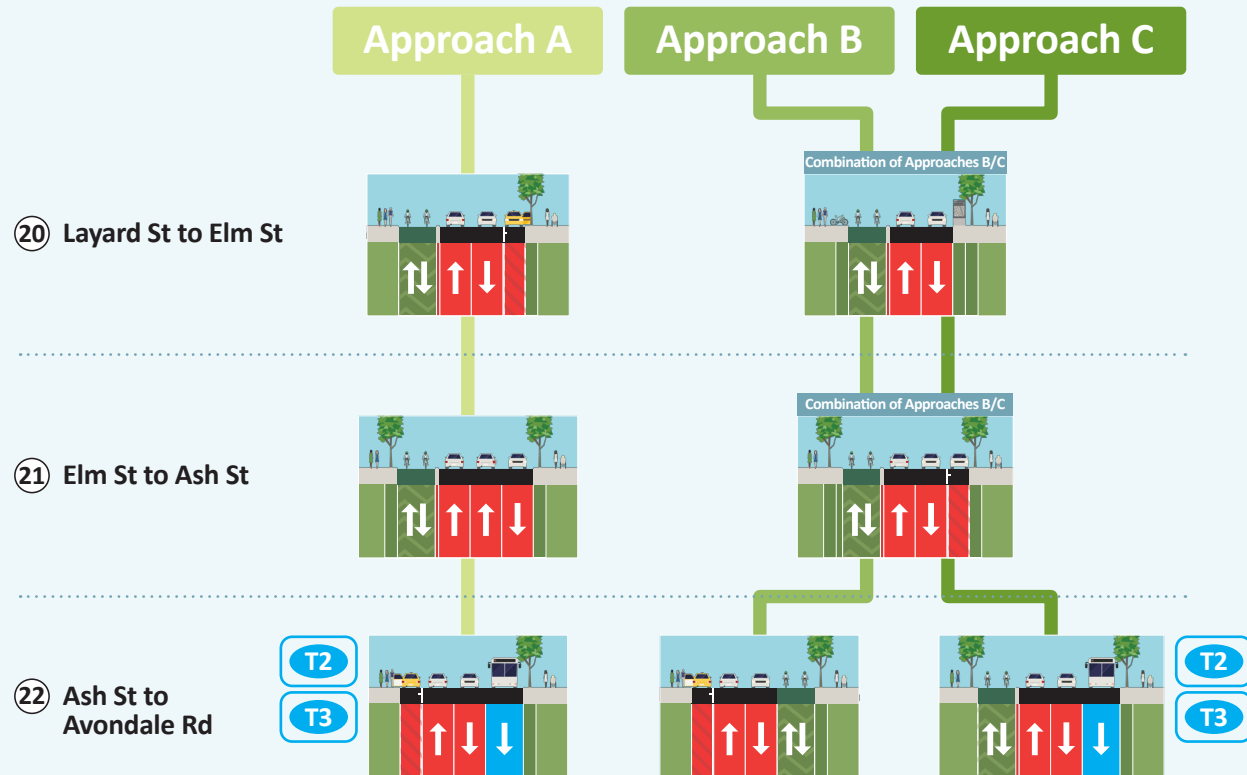 Approach A
Approach B
Approach C
Combination of Approaches B/C
20 Layard St to Elm St
Combination of Approaches B/C
21 Elm St to Ash St
T2
T3
22 Ash St to
Avondale Rd
T2
T3